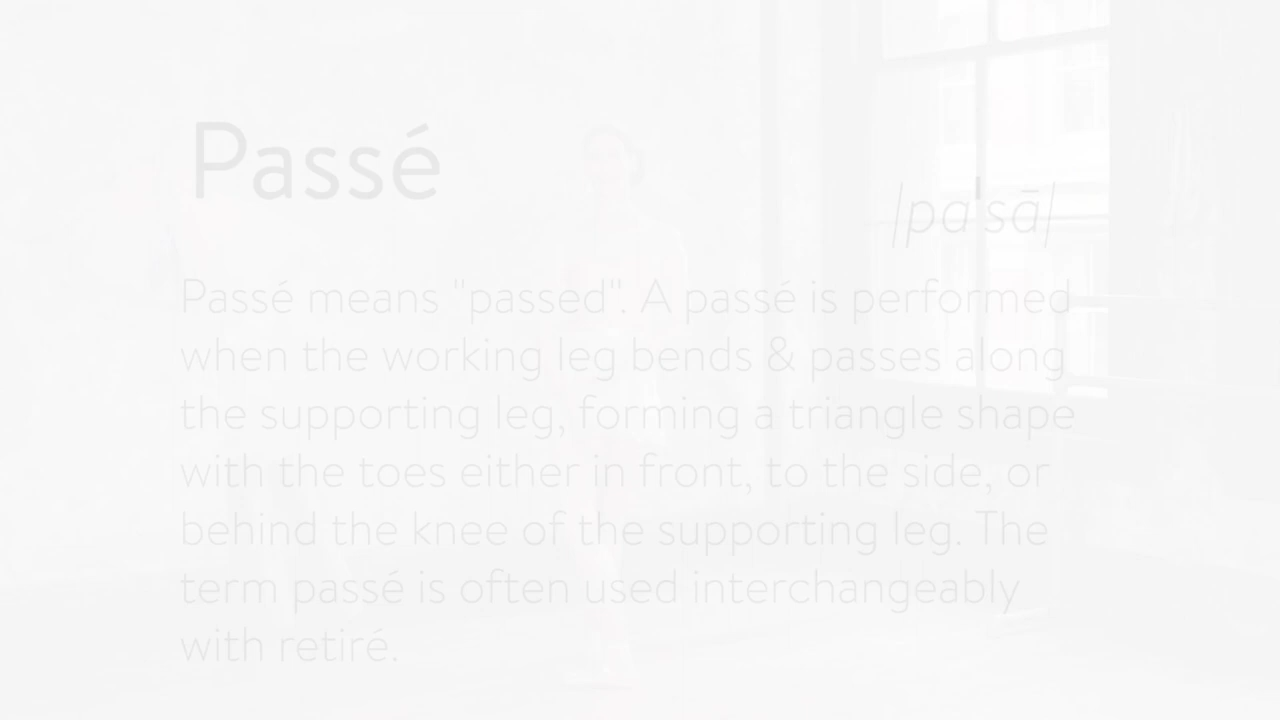 Passé
/pa'sā/
Passé means "passed". A passé is performed
when the working leg bends & passes along
the supporting leg, forming a triangle shape
with the toes either in front, to the side, or
behind the knee of the supporting leg. The
term passé is often used interchangeably
with retiré.